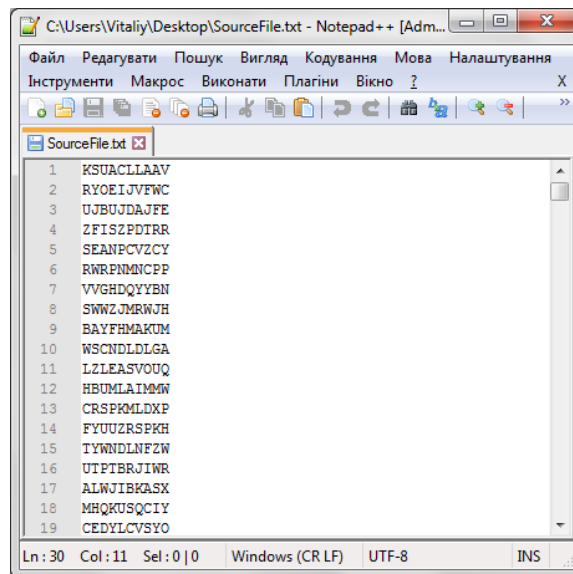 C:\Users\Vitaliy\Desktop\SourceFile.txt - Notepad++ [Adm...
Файл Редагувати Пошук Вигляд Кодування Мова Налаштування
Інструменти Макрос Виконати Плагіни Вікно ? X
SourceFile.txt
1 KSUACLLAAV
2 RYOEIJVFWC
3 UJBUJDAJFE
4 ZFISZPDTRR
5 SEANPCVZCY
6 RWRPNMNCPP
7 VVGHDQYYBN
8 SWWZJMRWJH
9 BAYFHMAKUM
10 WSCNDLDLGA
11 LZLEASVOUQ
12 HBUMLAIMMW
13 CRSPKMLDXP
14 FYUUZRSPKH
15 TYWNDLNFZW
16 UTPTBRJIWR
17 ALWJIBKASX
18 MHQKUSQCIY
19 CEDYLCVSYO
Ln : 30 Col : 11 Sel : 0 | 0 Windows (CR LF) UTF-8 INS